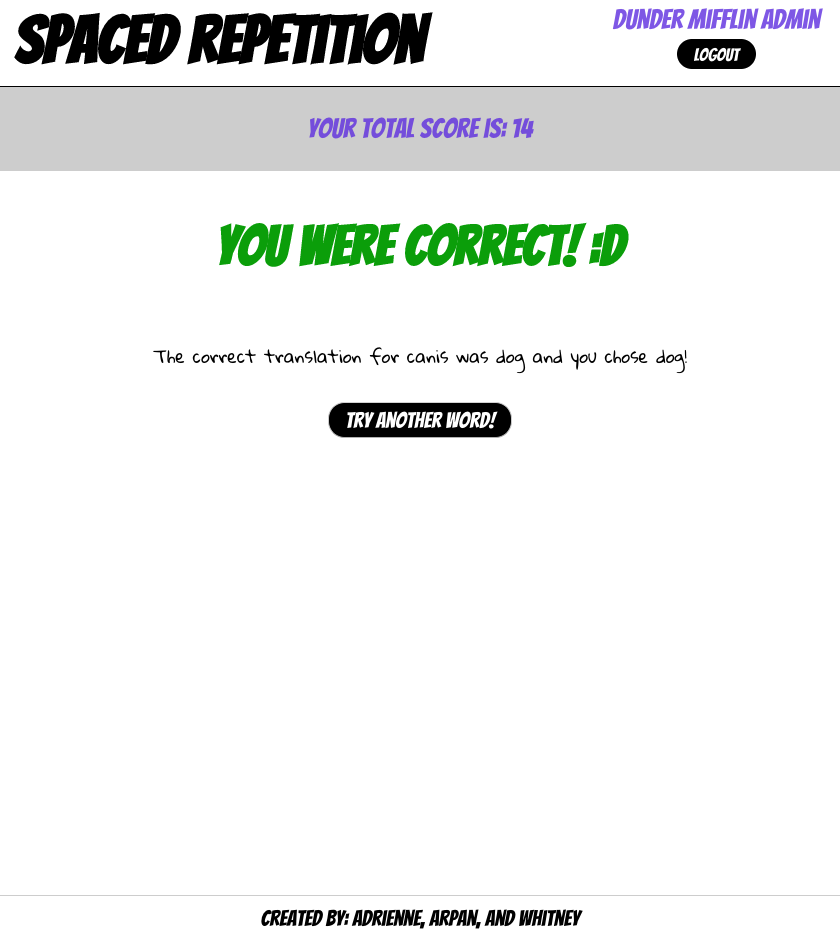 SPACED REPETITION
DUNDER MIFFLIN ADMIN
LOGOUT
YOUR TOTAL SCORE IS: 14
YOU WERE CORRECT! :D
The correct translation for canis was dog and you chose dog!
TRY ANOTHER WORD!
CREATED BY: ADRIENNE, ARPAN, AND WHITNEY